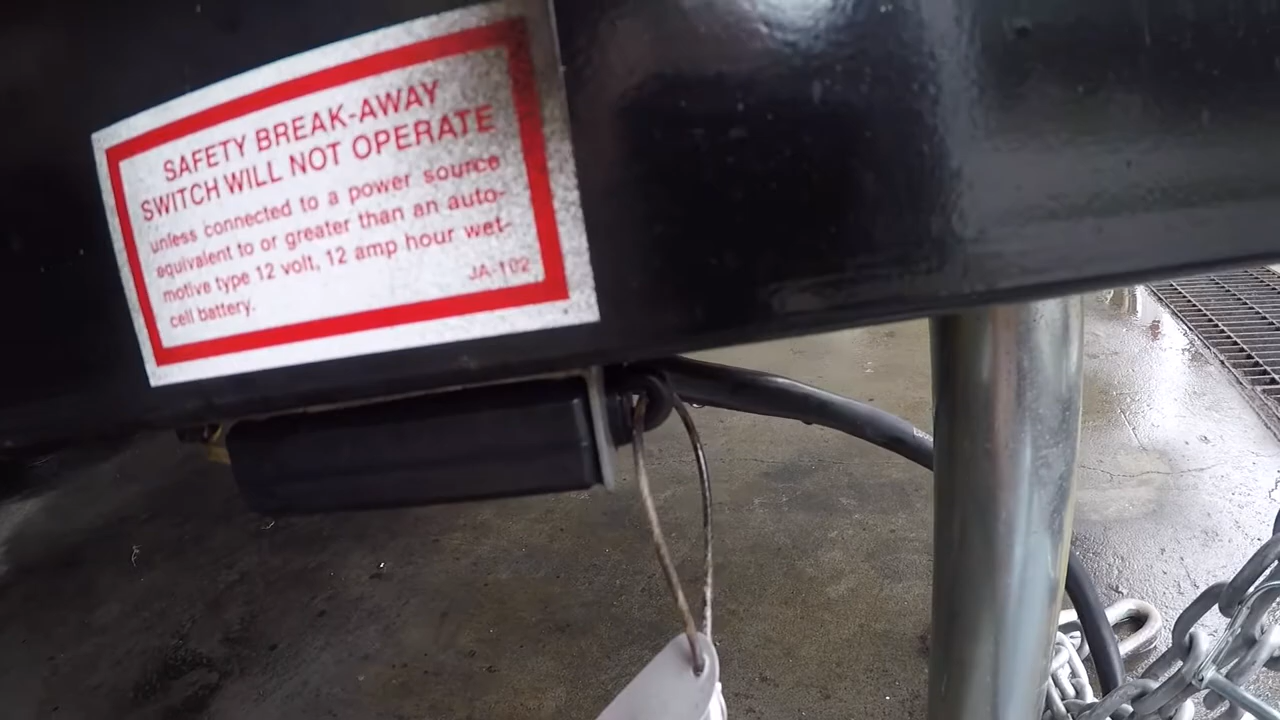 SAFETY BREAK-AWAY
SWITCH WILL NOT OPERATE
unless connected to a power source
equivalent to or greater than an auto-
motive type 12 volt, 12 amp hour wet-
cell battery.
JA-102